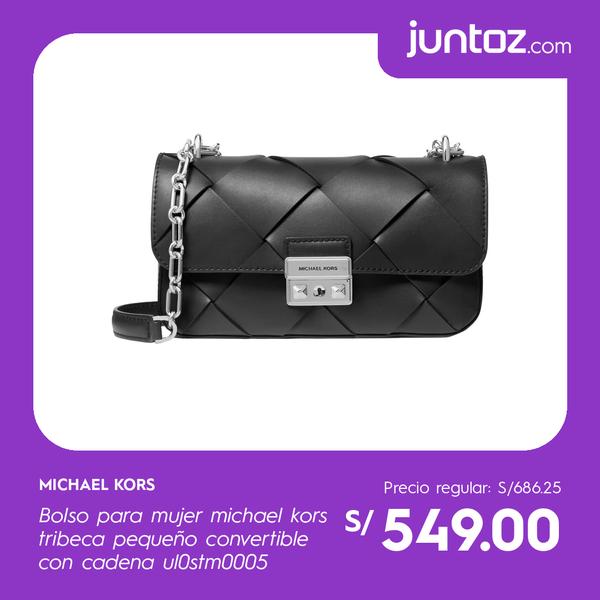 juntoz.com
MICHAEL KORS
MICHAEL KORS
Precio regular: S/686.25
Bolso para mujer michael kors
tribeca pequeño convertible
con cadena ul0stm0005
S/ 549.00